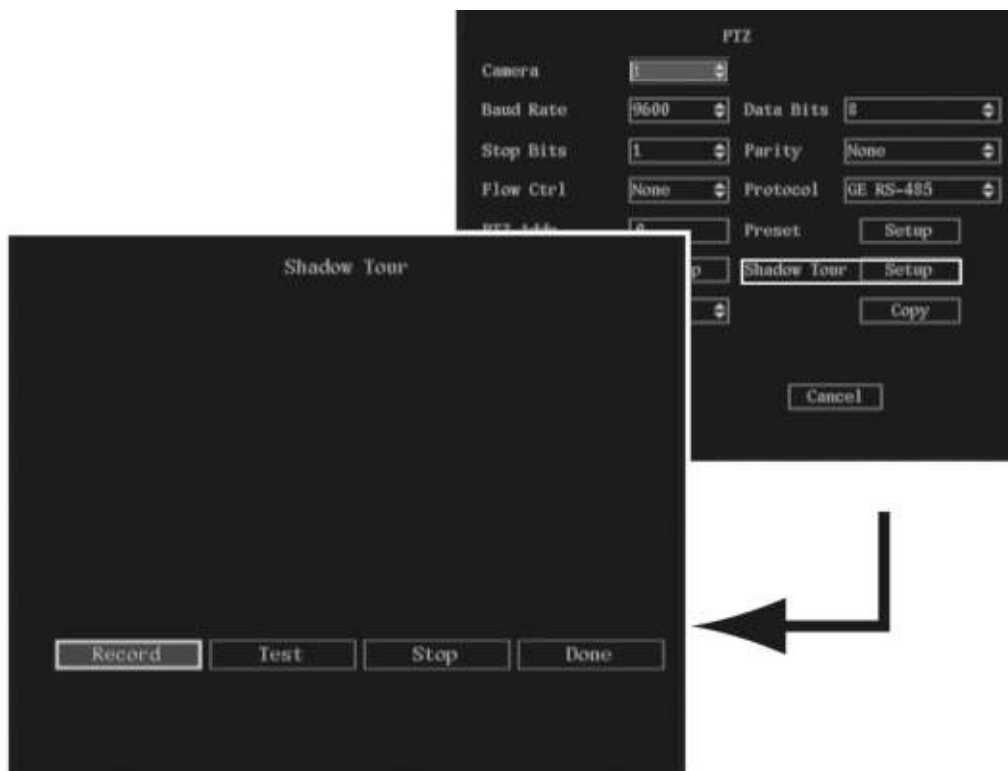 PTZ
Camera 1
Baud Rate 9600 Data Bits 8
Stop Bits 1 Parity None
Flow Ctrl None Protocol GE RS-485
Preset Setup
Shadow Tour Setup
Copy
Cancel
Shadow Tour
Record Test Stop Done